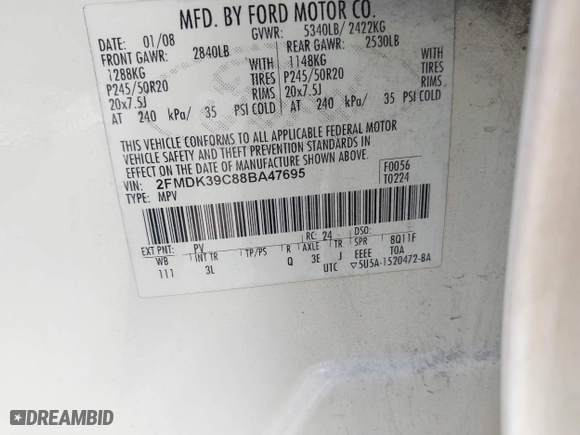 MFD. BY FORD MOTOR CO.
DATE: 01/08 GVWR: 5340LB/ 2422KG
FRONT GAWR: 2840LB REAR GAWR: 2530LB
1288KG WITH 1148KG WITH
P245/50R20 TIRES P245/50R20 TIRES
20x7.5J RIMS 20x7.5J RIMS
AT 240 kPa/ 35 PSI COLD AT 240 kPa/ 35 PSI COLD
THIS VEHICLE CONFORMS TO ALL APPLICABLE FEDERAL MOTOR
VEHICLE SAFETY AND THEFT PREVENTION STANDARDS IN
EFFECT ON THE DATE OF MANUFACTURE SHOWN ABOVE.
VIN: 2FMDK39C88BA47695 F0056
TYPE: MPV T0224
EXT PNT: PV RC: 24 DSO:
WB INT TR TP/PS R AXLE TR SPR 8Q11F
111 3L Q 3E J EEEE TOA
UTC ▽5U5A-1520472-BA
DREAMBID